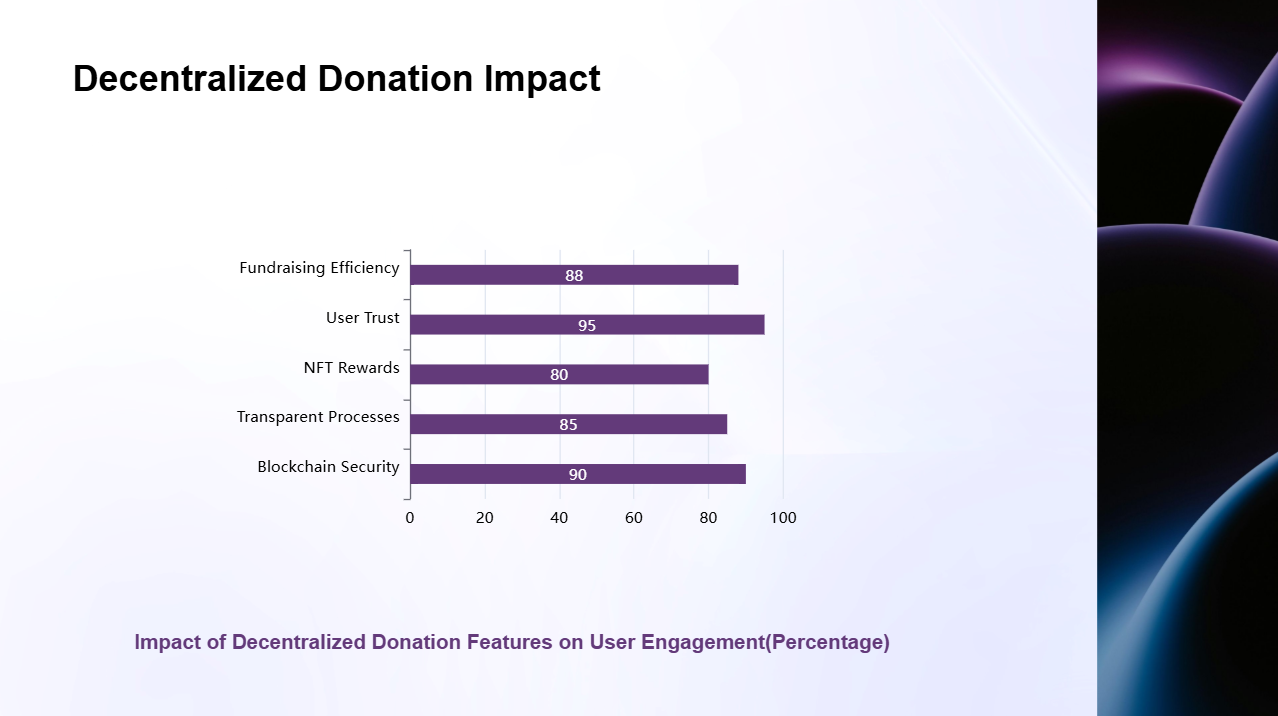 Decentralized Donation Impact
Fundraising Efficiency 88
User Trust 95
NFT Rewards 80
Transparent Processes 85
Blockchain Security 90
0 20 40 60 80 100
Impact of Decentralized Donation Features on User Engagement(Percentage)